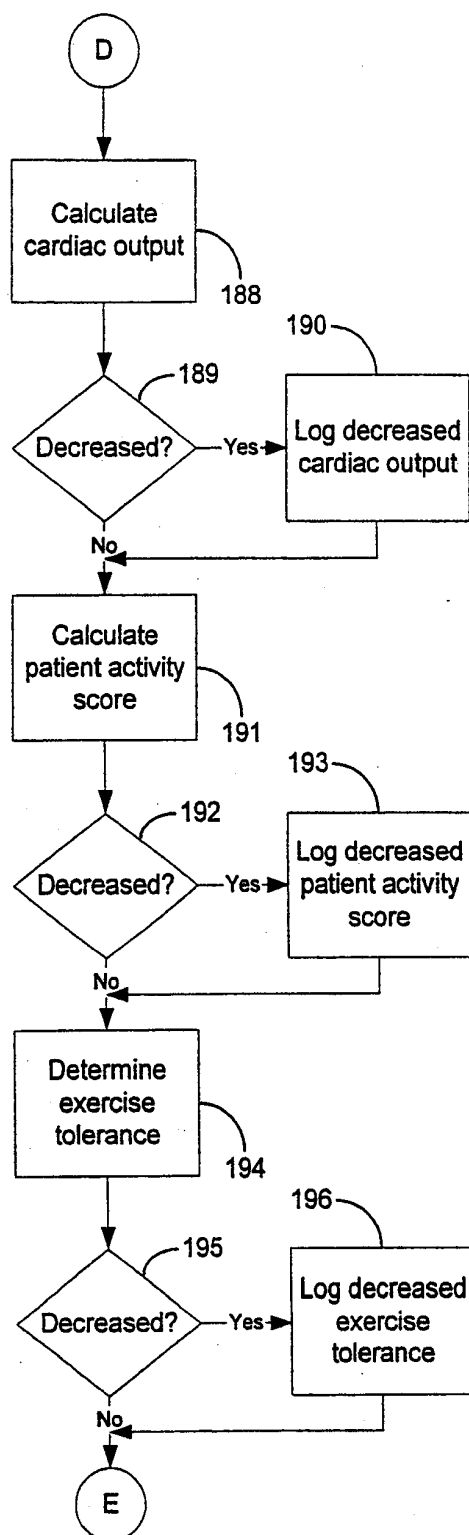 D
Calculate
cardiac output
188
189
190
Decreased?
Yes
Log decreased
cardiac output
No
Calculate
patient activity
score
191
192
193
Decreased?
Yes
Log decreased
patient activity
score
No
Determine
exercise
tolerance
194
195
196
Decreased?
Yes
Log decreased
exercise
tolerance
No
E